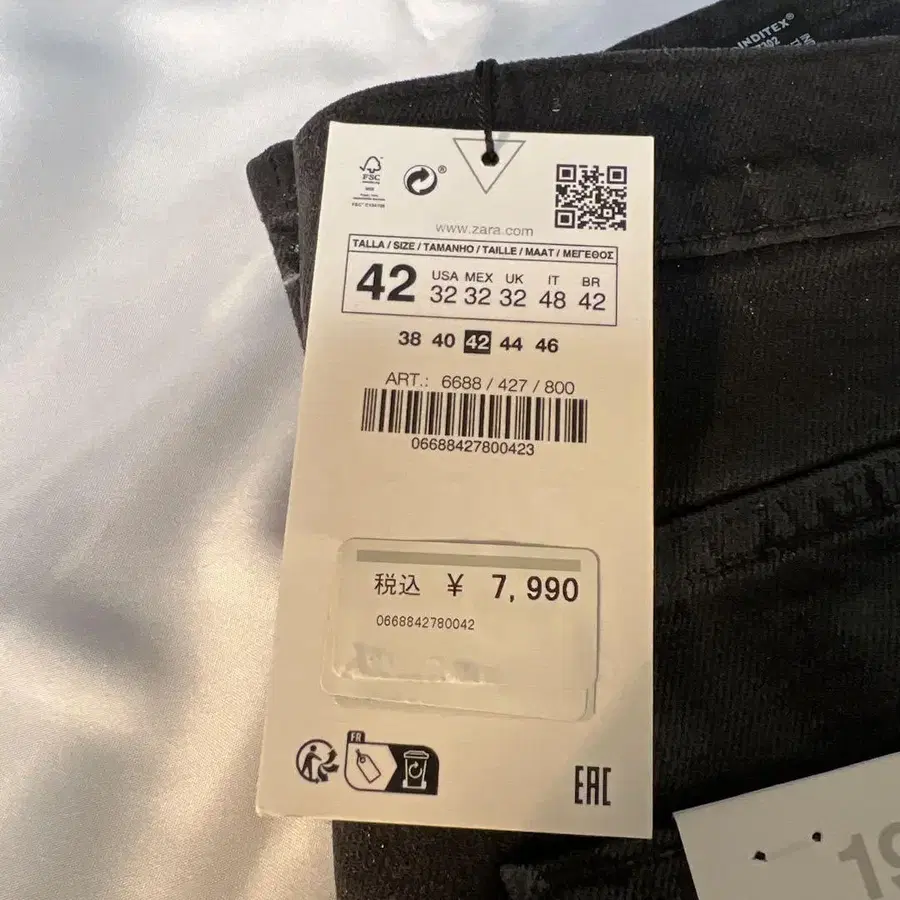 INDITEX®
FSC
®
www.zara.com
TALLA / SIZE / TAMANHO / TAILLE / MAAT / ΜΕΓΕΘΟΣ
42 USA MEX UK IT BR
32 32 32 48 42
38 40 42 44 46
ART.: 6688 / 427 / 800
06688427800423
税込 ¥ 7,990
0668842780042
FR
EAC